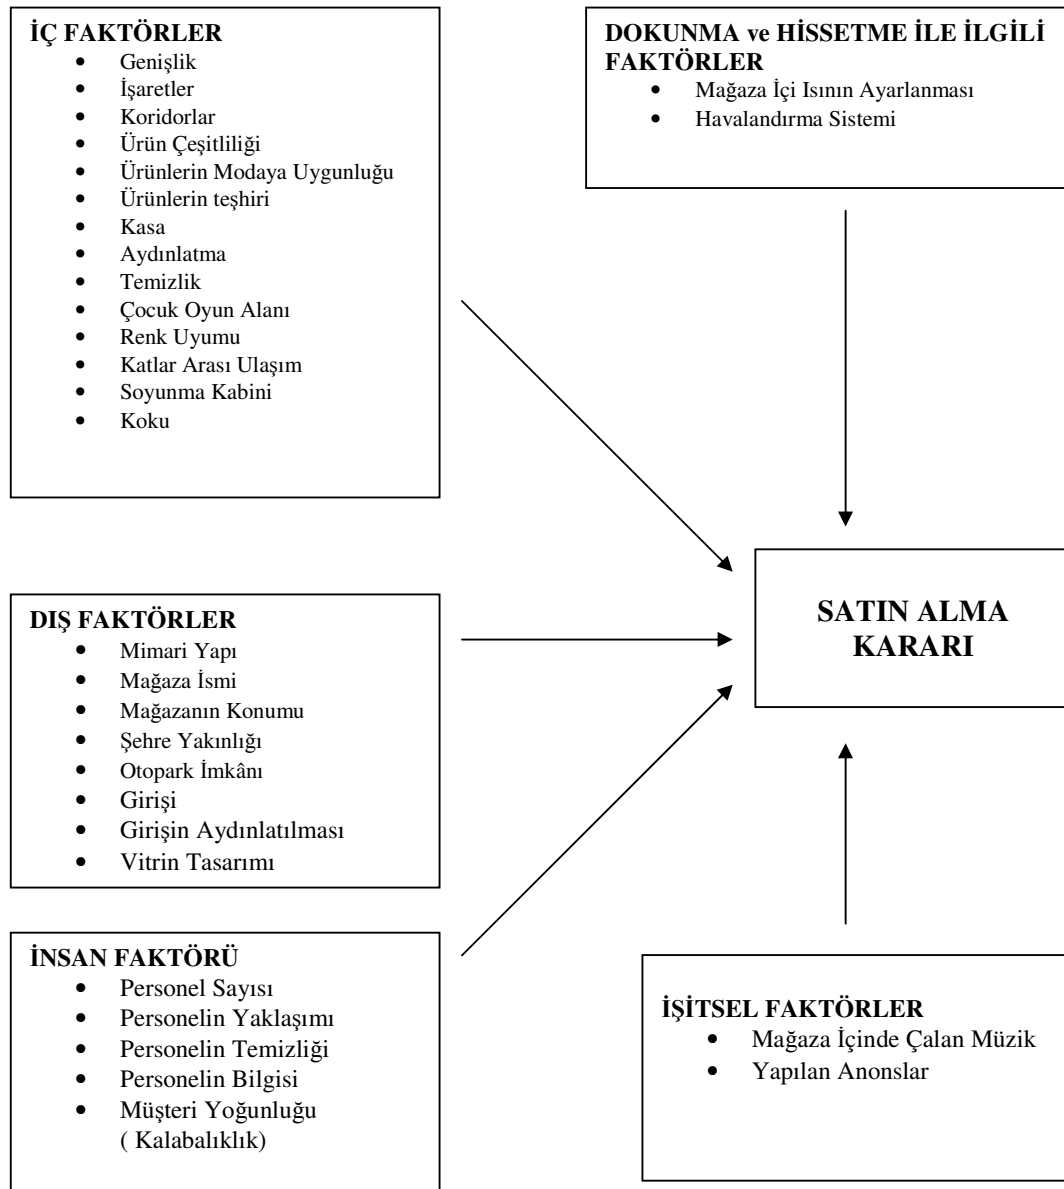 İÇ FAKTÖRLER
• Genişlik
• İşaretler
• Koridorlar
• Ürün Çeşitliliği
• Ürünlerin Modaya Uygunluğu
• Ürünlerin teşhiri
• Kasa
• Aydınlatma
• Temizlik
• Çocuk Oyun Alanı
• Renk Uyumu
• Katlar Arası Ulaşım
• Soyunma Kabini
• Koku
DOKUNMA ve HİSSETME İLE İLGİLİ
FAKTÖRLER
• Mağaza İçi Isının Ayarlanması
• Havalandırma Sistemi
DIŞ FAKTÖRLER
• Mimari Yapı
• Mağaza İsmi
• Mağazanın Konumu
• Şehre Yakınlığı
• Otopark İmkânı
• Girişi
• Girişin Aydınlatılması
• Vitrin Tasarımı
SATIN ALMA
KARARI
İNSAN FAKTÖRÜ
• Personel Sayısı
• Personelin Yaklaşımı
• Personelin Temizliği
• Personelin Bilgisi
• Müşteri Yoğunluğu
( Kalabalıklık)
İŞİTSEL FAKTÖRLER
• Mağaza İçinde Çalan Müzik
• Yapılan Anonslar